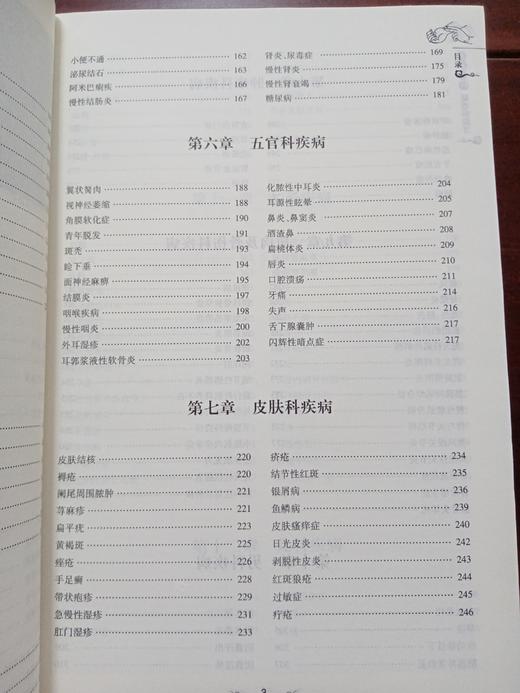 目录
小便不通 162
泌尿结石 163
阿米巴痢疾 166
慢性结肠炎 167
肾炎、尿毒症 169
慢性肾炎 175
慢性肾衰竭 179
糖尿病 181
第六章 五官科疾病
翼状胬肉 188
视神经萎缩 188
角膜软化症 190
青年脱发 191
斑秃 193
睑下垂 194
面神经麻痹 195
结膜炎 197
咽喉疾病 198
慢性咽炎 200
外耳湿疹 202
耳郭浆液性软骨炎 203
化脓性中耳炎 204
耳源性眩晕 205
鼻炎、鼻窦炎 207
酒渣鼻 208
扁桃体炎 209
唇炎 210
口腔溃疡 212
牙痛 214
失声 216
舌下腺囊肿 217
闪辉性暗点症 217
第七章 皮肤科疾病
皮肤结核 220
褥疮 220
阑尾周围脓肿 221
荨麻疹 221
扁平疣 223
黄褐斑 225
痤疮 226
手足癣 228
带状疱疹 229
急慢性湿疹 231
肛门湿疹 233
疥疮 234
结节性红斑 235
银屑病 236
鱼鳞病 239
皮肤瘙痒症 240
日光皮炎 242
剥脱性皮炎 243
红斑狼疮 244
过敏症 245
疔疮 246
3